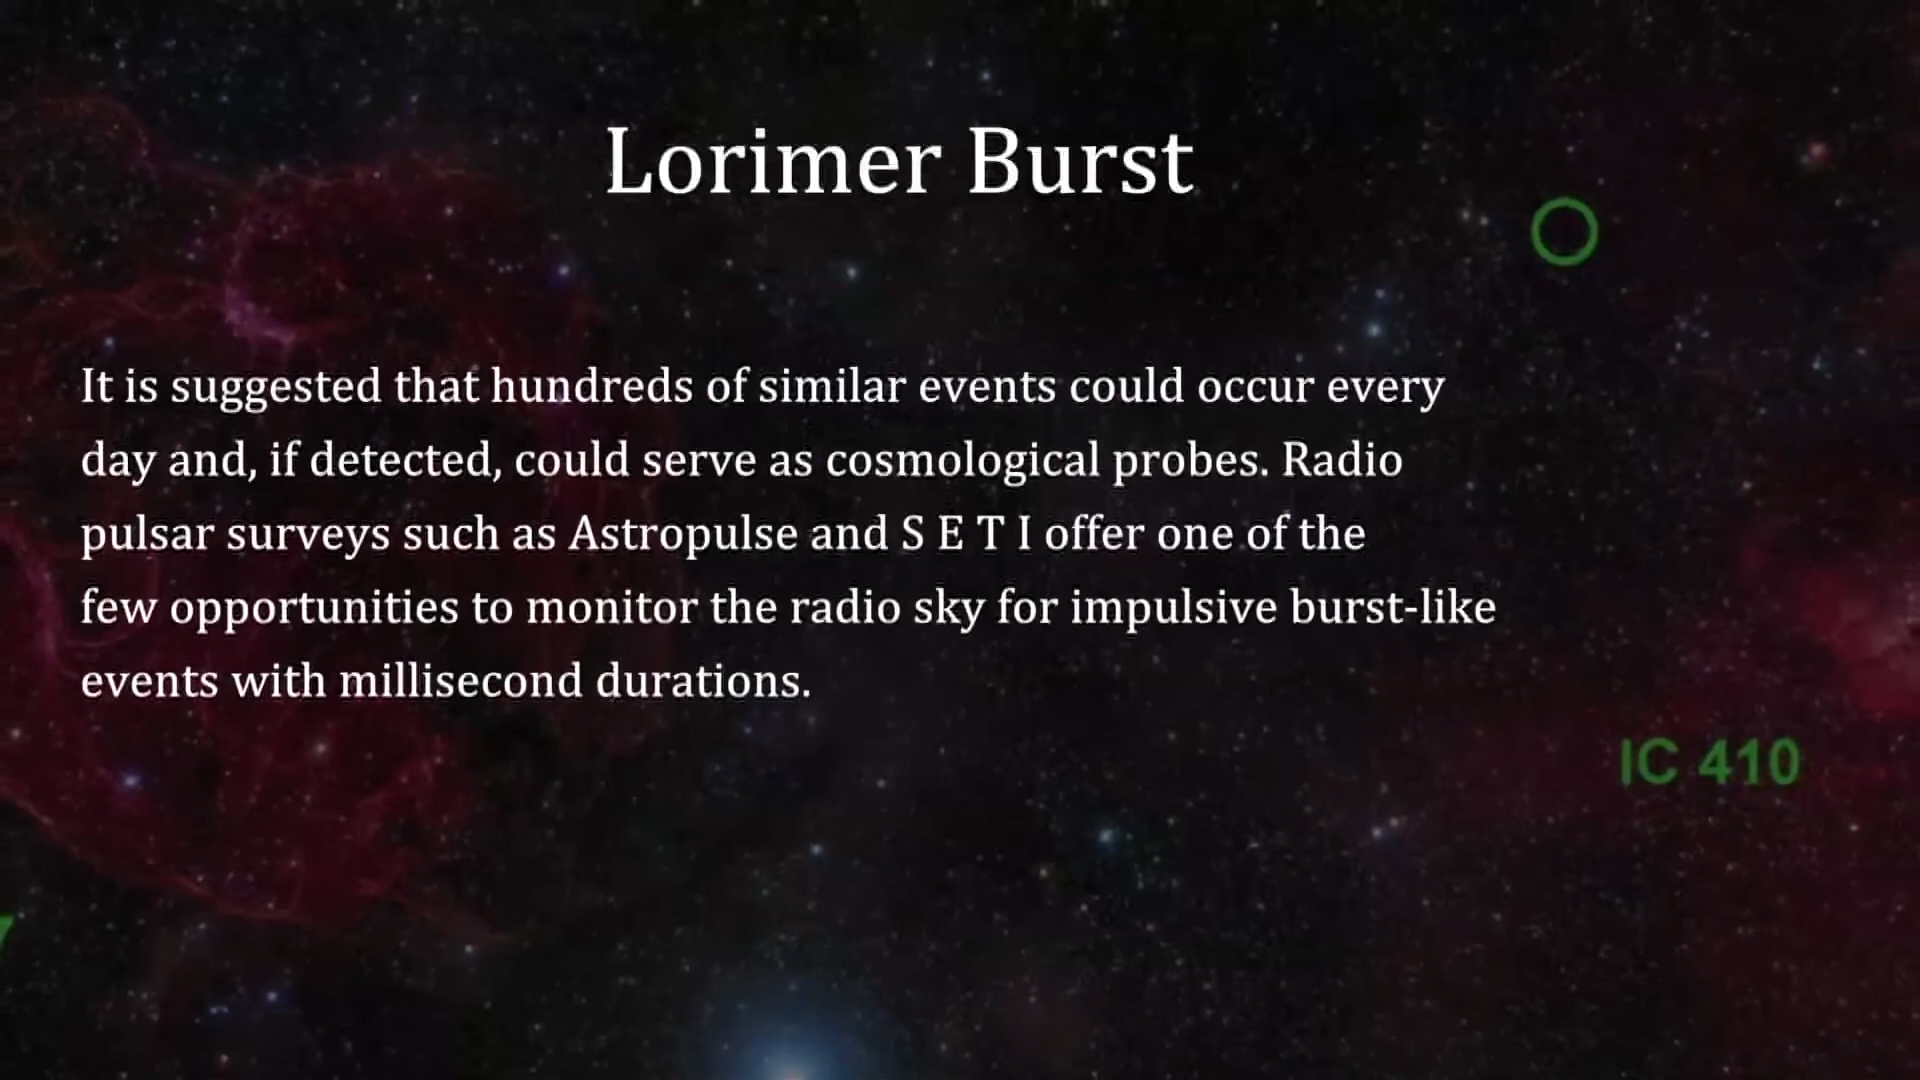 Lorimer Burst
It is suggested that hundreds of similar events could occur every
day and, if detected, could serve as cosmological probes. Radio
pulsar surveys such as Astropulse and S E T I offer one of the
few opportunities to monitor the radio sky for impulsive burst-like
events with millisecond durations.
IC 410